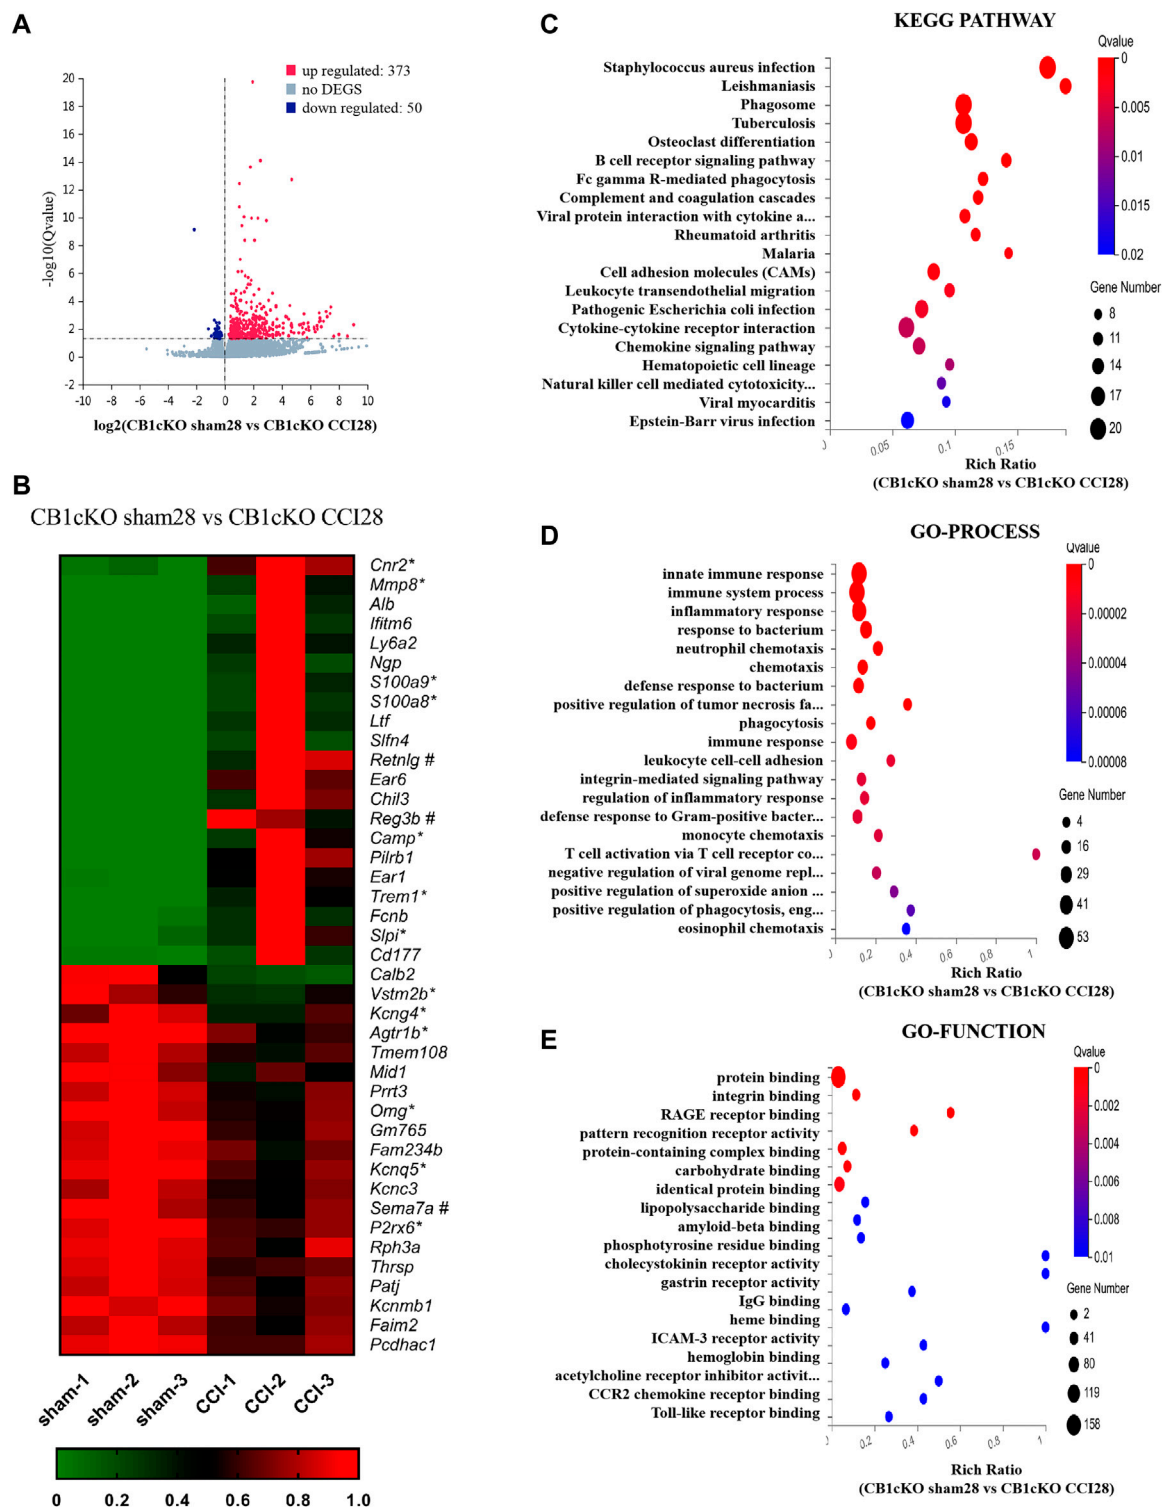 A
up regulated: 373
no DEGS
down regulated: 50
20
18
16
14
12
10
8
6
4
2
0
-2
-log10(Qvalue)
-10 -8 -6 -4 -2 0 2 4 6 8 10
log2(CB1cKO sham28 vs CB1cKO CCI28)
B
CB1cKO sham28 vs CB1cKO CCI28
Cnr2*
Mmp8*
Alb
Ifitm6
Ly6a2
Ngp
S100a9*
S100a8*
Ltf
Slfn4
Retnlg #
Ear6
Chil3
Reg3b #
Camp*
Pilrb1
Ear1
Trem1*
Fcnb
Slpi*
Cd177
Calb2
Vstm2b*
Kcng4*
Agtr1b*
Tmem108
Mid1
Prrt3
Omg*
Gm765
Fam234b
Kcnq5*
Kcnc3
Sema7a #
P2rx6*
Rph3a
Thrsp
Patj
Kcnmb1
Faim2
Pcdhac1
sham-1 sham-2 sham-3 CCI-1 CCI-2 CCI-3
0 0.2 0.4 0.6 0.8 1.0
C
KEGG PATHWAY
Staphylococcus aureus infection
Leishmaniasis
Phagosome
Tuberculosis
Osteoclast differentiation
B cell receptor signaling pathway
Fc gamma R-mediated phagocytosis
Complement and coagulation cascades
Viral protein interaction with cytokine a...
Rheumatoid arthritis
Malaria
Cell adhesion molecules (CAMs)
Leukocyte transendothelial migration
Pathogenic Escherichia coli infection
Cytokine-cytokine receptor interaction
Chemokine signaling pathway
Hematopoietic cell lineage
Natural killer cell mediated cytotoxicity...
Viral myocarditis
Epstein-Barr virus infection
0 0.05 0.1 0.15
Rich Ratio
(CB1cKO sham28 vs CB1cKO CCI28)
Qvalue
0
0.005
0.01
0.015
0.02
Gene Number
8
11
14
17
20
D
GO-PROCESS
innate immune response
immune system process
inflammatory response
response to bacterium
neutrophil chemotaxis
chemotaxis
defense response to bacterium
positive regulation of tumor necrosis fa...
phagocytosis
immune response
leukocyte cell-cell adhesion
integrin-mediated signaling pathway
regulation of inflammatory response
defense response to Gram-positive bacter...
monocyte chemotaxis
T cell activation via T cell receptor co...
negative regulation of viral genome repl...
positive regulation of superoxide anion ...
positive regulation of phagocytosis, eng...
eosinophil chemotaxis
0 0.2 0.4 0.6 0.8 1
Rich Ratio
(CB1cKO sham28 vs CB1cKO CCI28)
Qvalue
0
0.00002
0.00004
0.00006
0.00008
Gene Number
4
16
29
41
53
E
GO-FUNCTION
protein binding
integrin binding
RAGE receptor binding
pattern recognition receptor activity
protein-containing complex binding
carbohydrate binding
identical protein binding
lipopolysaccharide binding
amyloid-beta binding
phosphotyrosine residue binding
cholecystokinin receptor activity
gastrin receptor activity
IgG binding
heme binding
ICAM-3 receptor activity
hemoglobin binding
acetylcholine receptor inhibitor activit...
CCR2 chemokine receptor binding
Toll-like receptor binding
0 0.2 0.4 0.6 0.8 1
Rich Ratio
(CB1cKO sham28 vs CB1cKO CCI28)
Qvalue
0
0.002
0.004
0.006
0.008
0.01
Gene Number
2
41
80
119
158